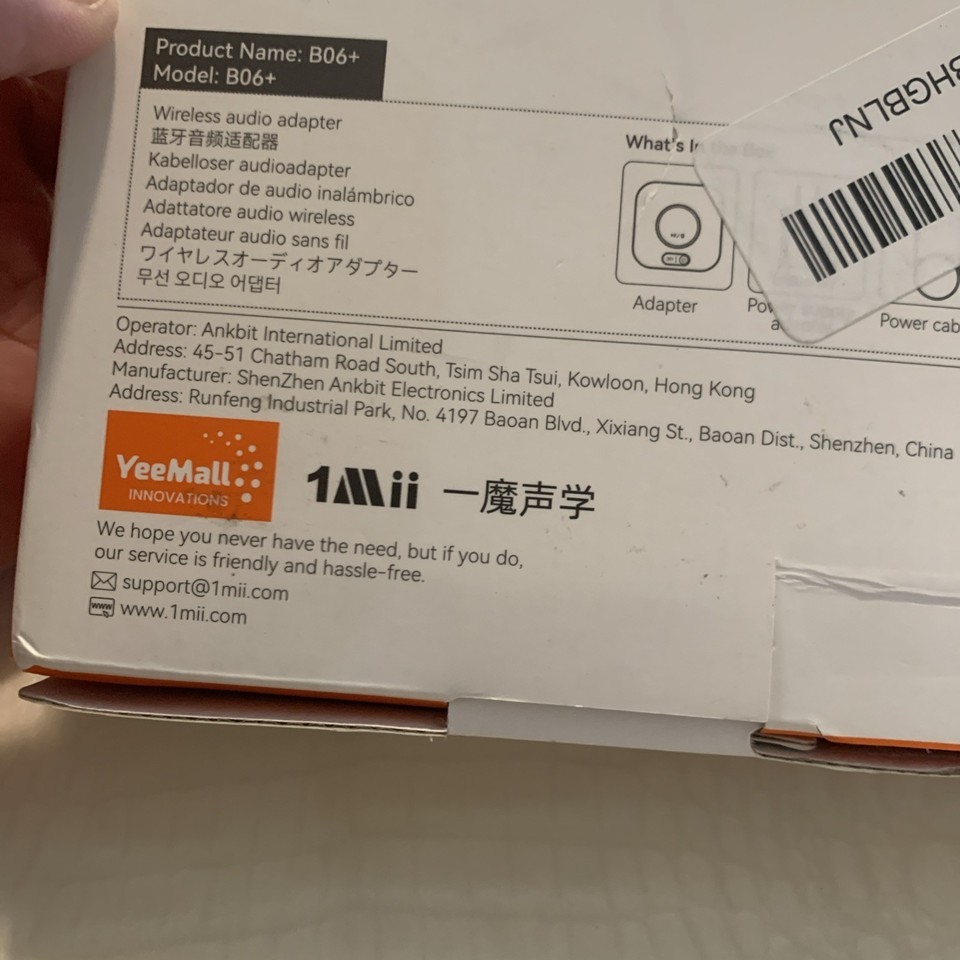 Product Name: B06+
Model: B06+
Wireless audio adapter
蓝牙音频适配器
Kabelloser audioadapter
Adaptador de audio inalámbrico
Adattatore audio wireless
Adaptateur audio sans fil
ワイヤレスオーディオアダプター
무선 오디오 어댑터
What's In the Box
Adapter
Power cab
BHGBLNJ
Operator: Ankbit International Limited
Address: 45-51 Chatham Road South, Tsim Sha Tsui, Kowloon, Hong Kong
Manufacturer: ShenZhen Ankbit Electronics Limited
Address: Runfeng Industrial Park, No. 4197 Baoan Blvd., Xixiang St., Baoan Dist., Shenzhen, China
YeeMall
INNOVATIONS
1Mii 一魔声学
We hope you never have the need, but if you do,
our service is friendly and hassle-free.
support@1mii.com
www www.1mii.com